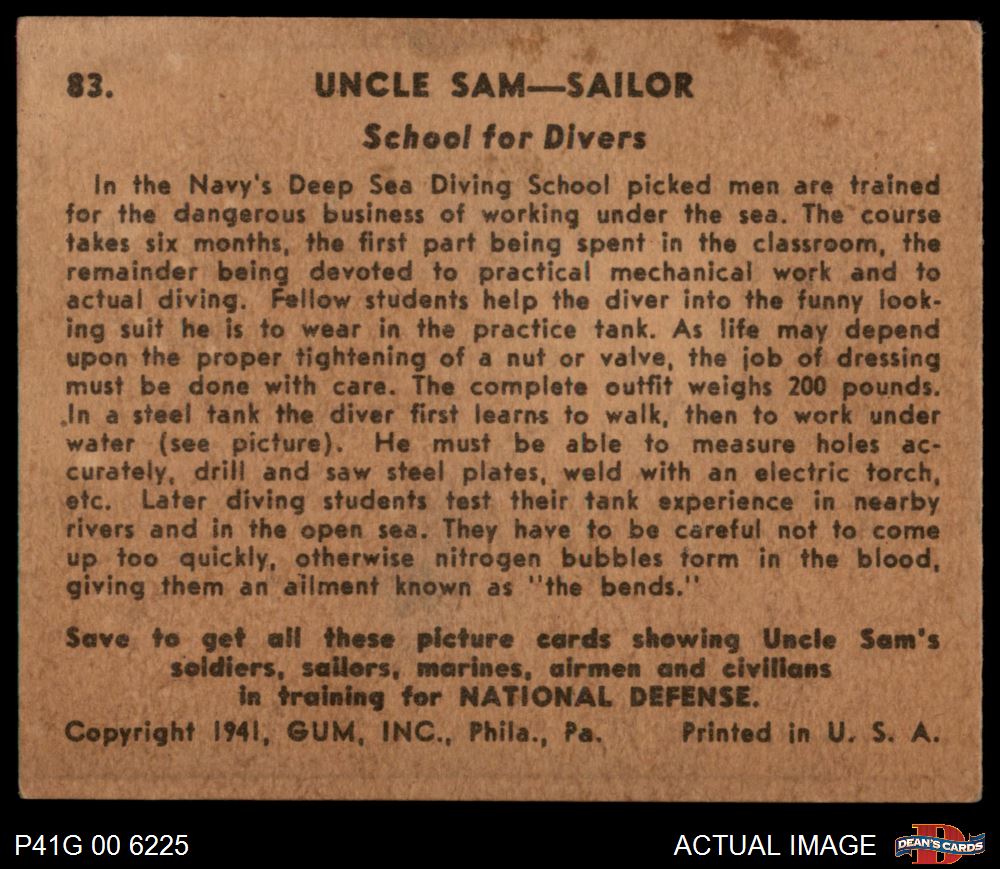 83. UNCLE SAM—SAILOR
School for Divers
In the Navy's Deep Sea Diving School picked men are trained
for the dangerous business of working under the sea. The course
takes six months, the first part being spent in the classroom, the
remainder being devoted to practical mechanical work and to
actual diving. Fellow students help the diver into the funny look-
ing suit he is to wear in the practice tank. As life may depend
upon the proper tightening of a nut or valve, the job of dressing
must be done with care. The complete outfit weighs 200 pounds.
In a steel tank the diver first learns to walk, then to work under
water (see picture). He must be able to measure holes ac-
curately, drill and saw steel plates, weld with an electric torch,
etc. Later diving students test their tank experience in nearby
rivers and in the open sea. They have to be careful not to come
up too quickly, otherwise nitrogen bubbles form in the blood,
giving them an ailment known as "the bends."
Save to get all these picture cards showing Uncle Sam's
soldiers, sailors, marines, airmen and civilians
in training for NATIONAL DEFENSE.
Copyright 1941, GUM, INC., Phila., Pa. Printed in U. S. A.
P41G 00 6225 ACTUAL IMAGE D DEAN'S CARDS